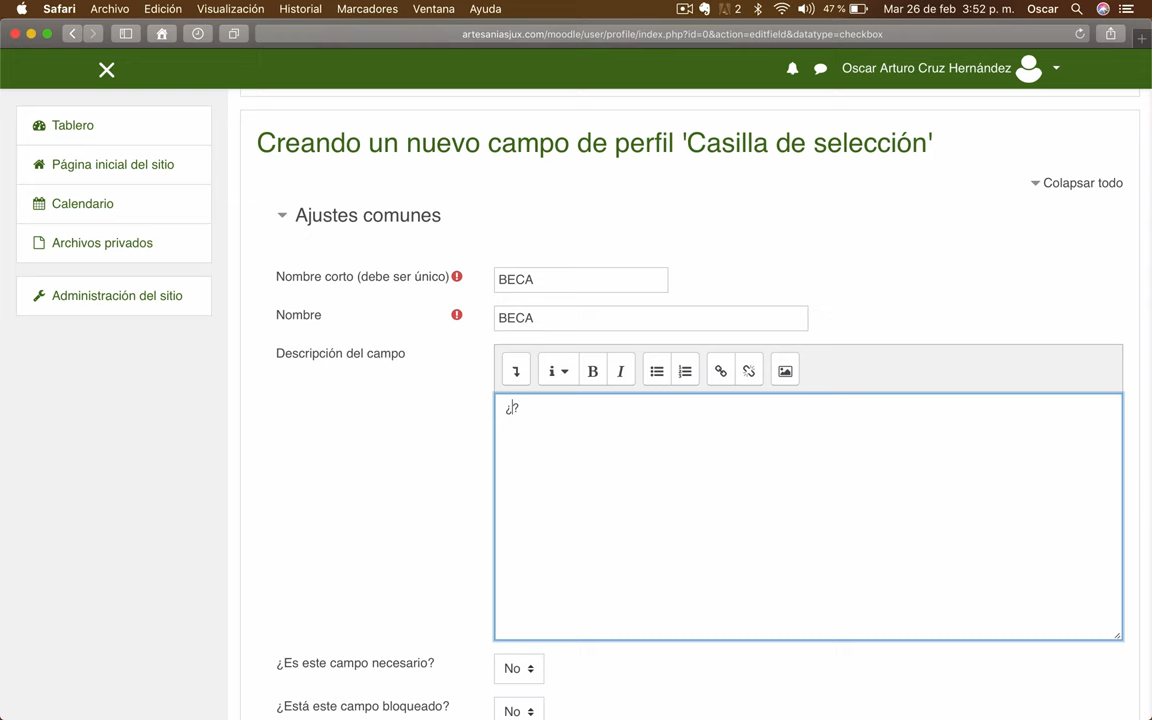 Safari Archivo Edición Visualización Historial Marcadores Ventana Ayuda 2 47 % Mar 26 de feb 3:52 p. m. Oscar
artesaniasjux.com/moodle/user/profile/index.php?id=0&action=editfield&datatype=checkbox
Oscar Arturo Cruz Hernández
Tablero
Página inicial del sitio
Calendario
Archivos privados
Administración del sitio
Creando un nuevo campo de perfil 'Casilla de selección'
Colapsar todo
Ajustes comunes
Nombre corto (debe ser único) BECA
Nombre BECA
Descripción del campo
i B I
¿?
¿Es este campo necesario? No
¿Está este campo bloqueado? No